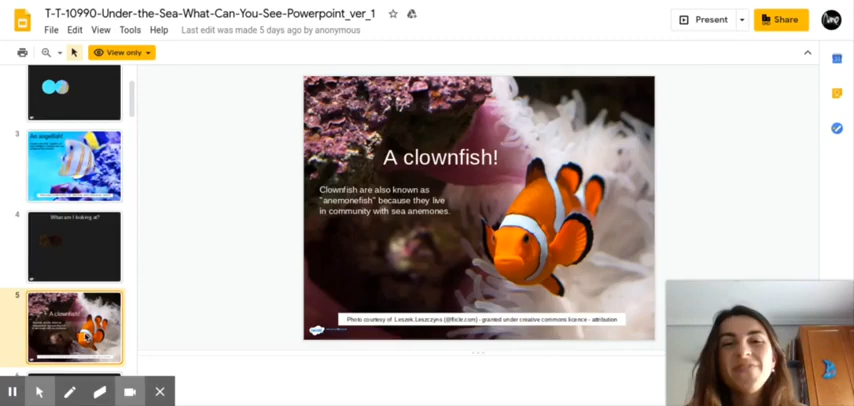 T-T-10990-Under-the-Sea-What-Can-You-See-Powerpoint_ver_1
File Edit View Tools Help Last edit was made 5 days ago by anonymous
Present
Share
View only
3
An angelfish!
4
What am I looking at?
5
A clownfish!
A clownfish!
Clownfish are also known as
"anemonefish" because they live
in community with sea anemones.
Photo courtesy of Leszek.Leszczyns (@flickr.com) - granted under creative commons licence - attribution